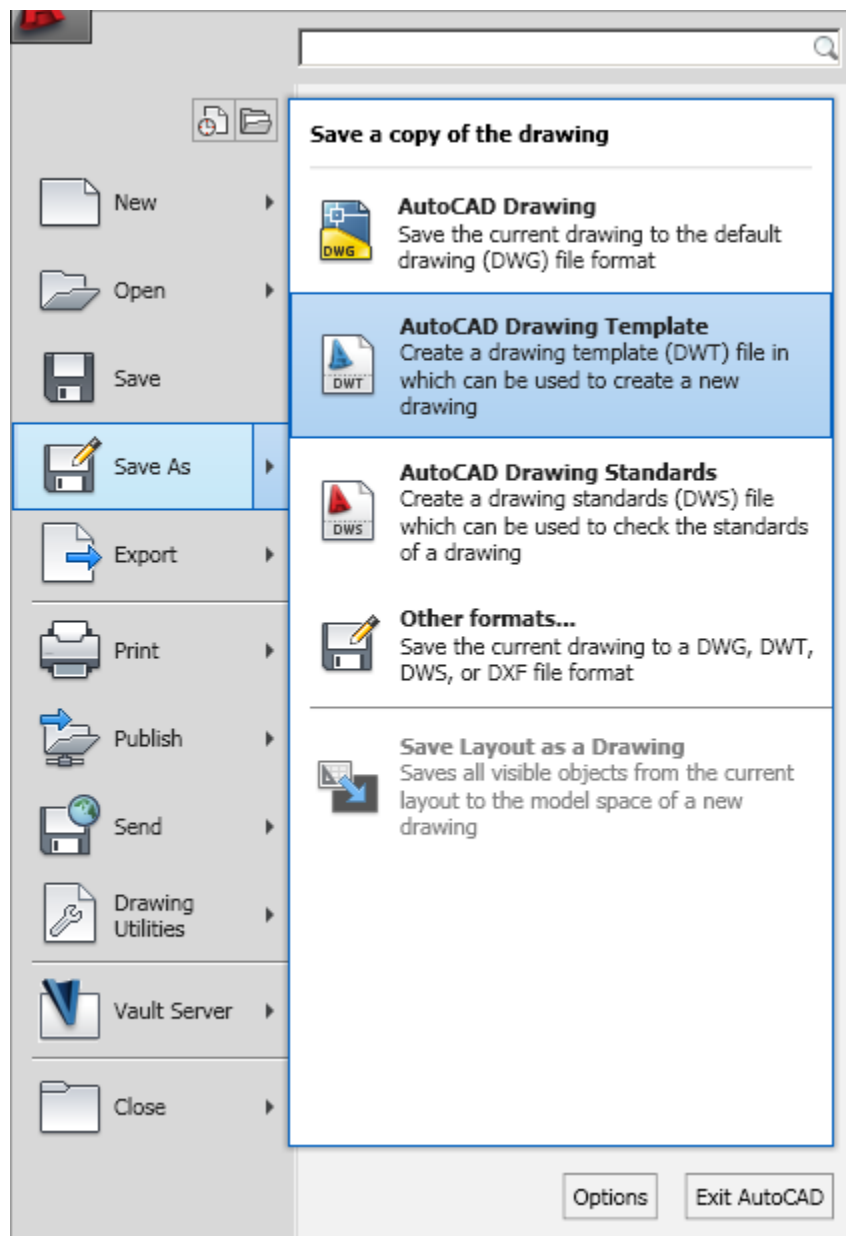 New
Open
Save
Save As
Export
Print
Publish
Send
Drawing
Utilities
Vault Server
Close
Save a copy of the drawing
AutoCAD Drawing
Save the current drawing to the default
drawing (DWG) file format
DWG
AutoCAD Drawing Template
Create a drawing template (DWT) file in
which can be used to create a new
drawing
DWT
AutoCAD Drawing Standards
Create a drawing standards (DWS) file
which can be used to check the standards
of a drawing
DWS
Other formats...
Save the current drawing to a DWG, DWT,
DWS, or DXF file format
Save Layout as a Drawing
Saves all visible objects from the current
layout to the model space of a new
drawing
Options
Exit AutoCAD